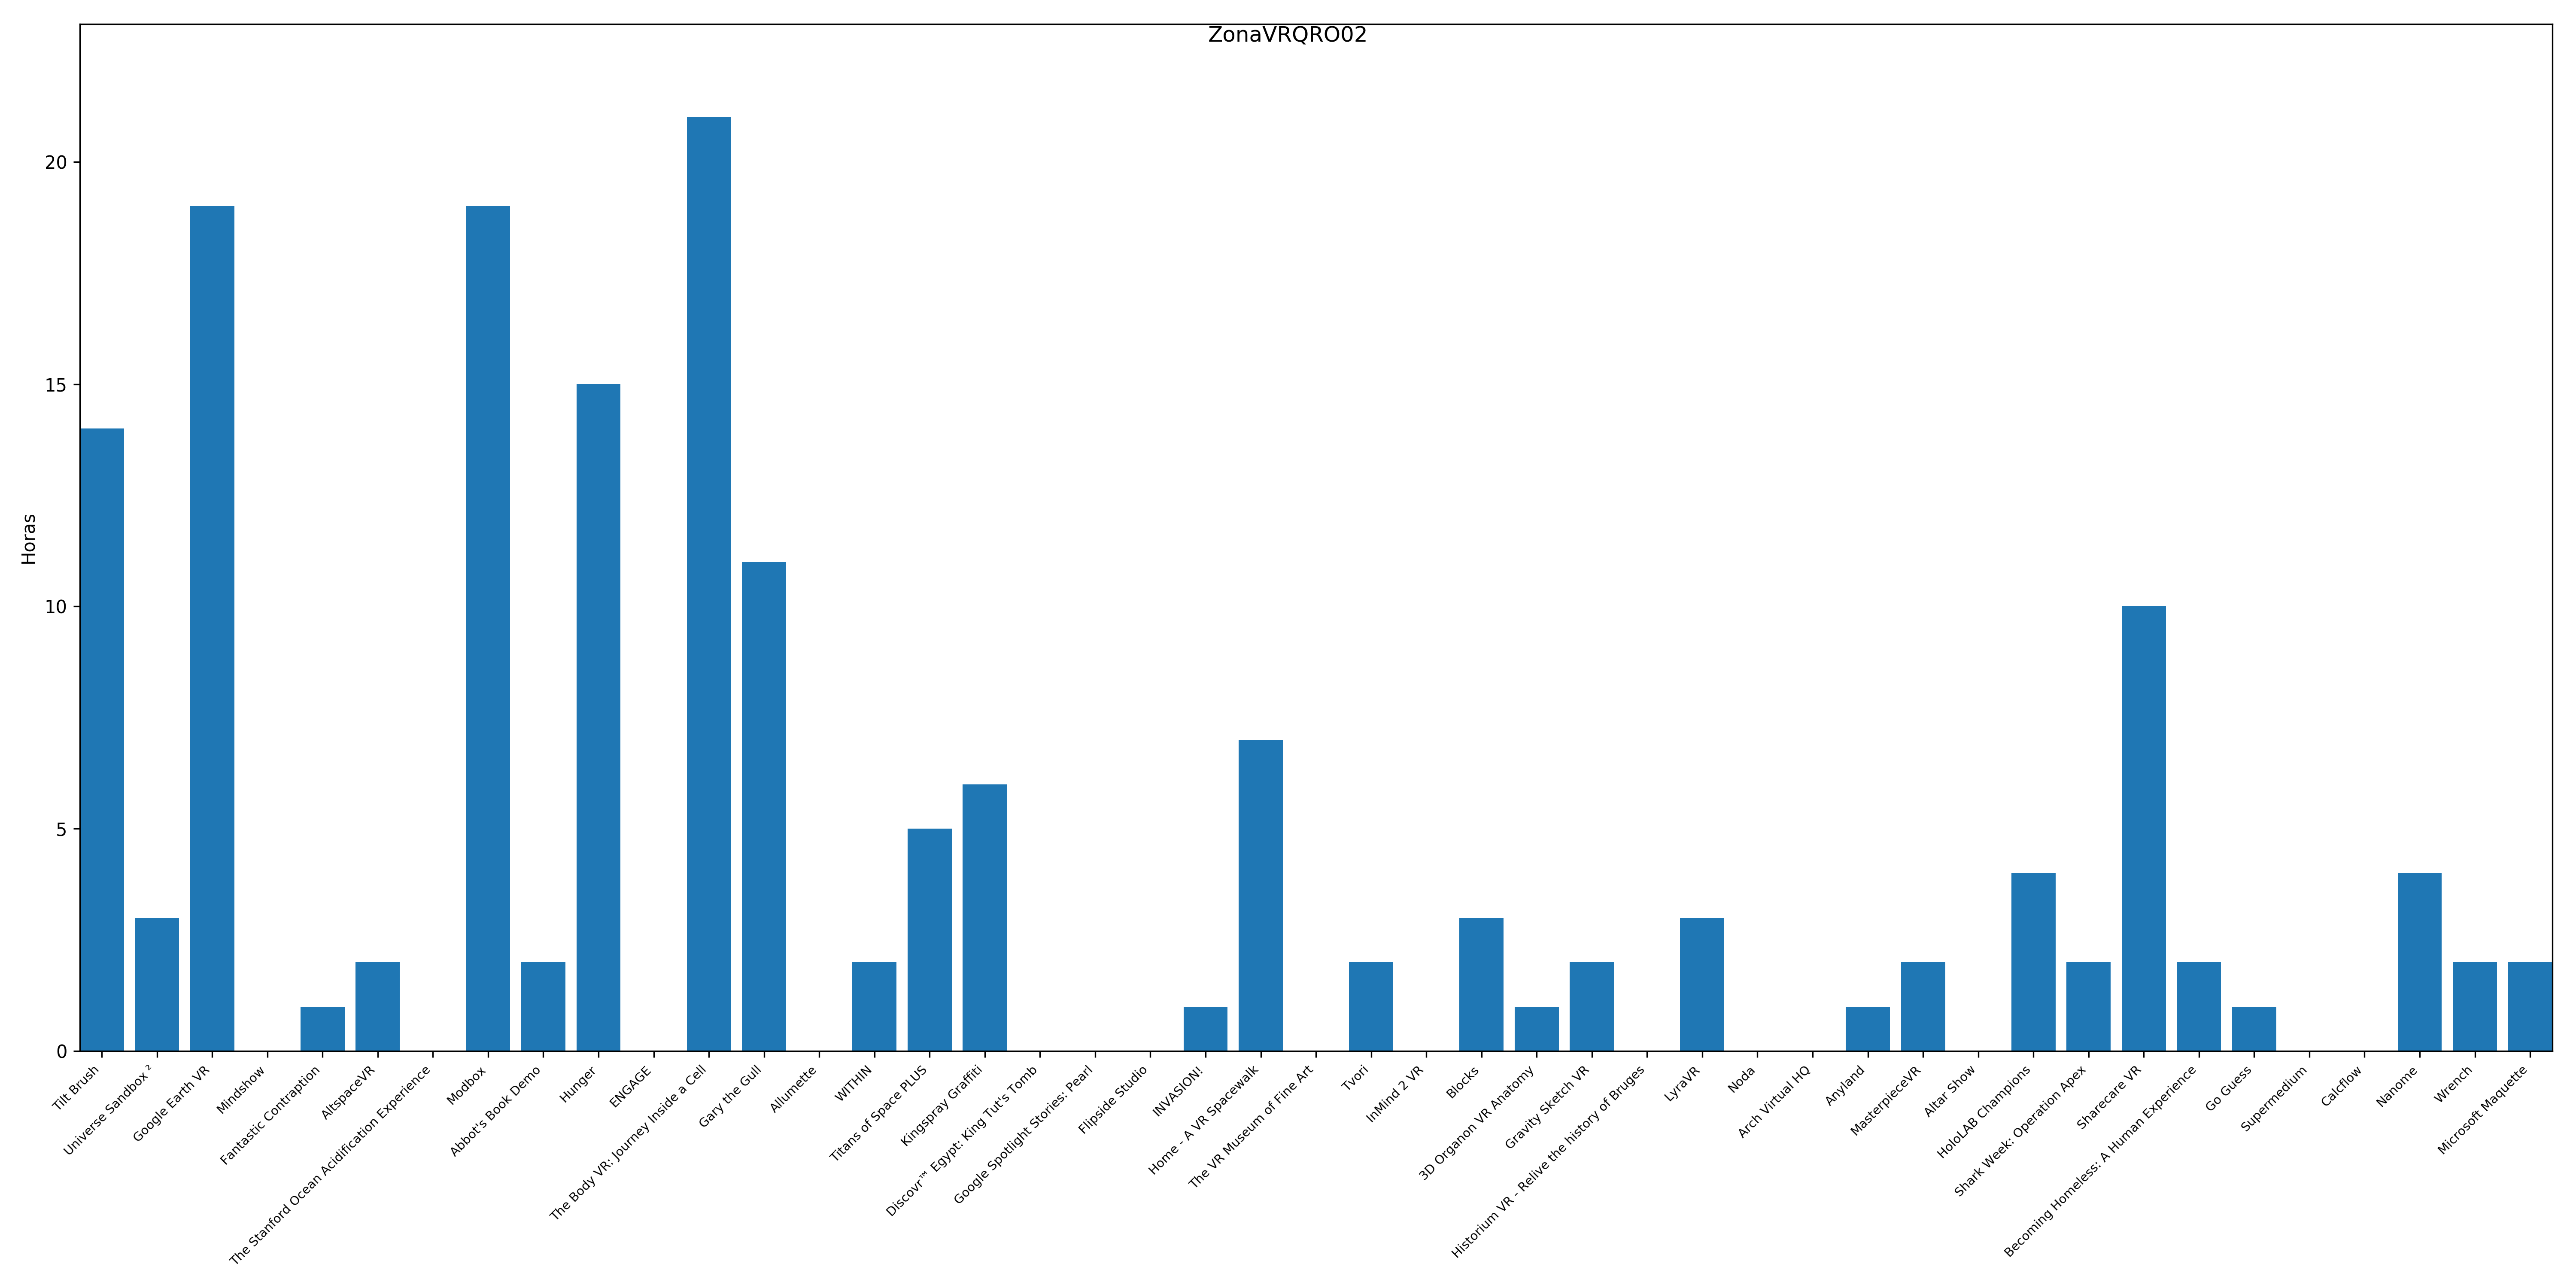 ZonaVRQRO02
Horas
20
15
10
5
0
Tilt Brush
Universe Sandbox ²
Google Earth VR
Mindshow
Fantastic Contraption
AltspaceVR
The Stanford Ocean Acidification Experience
Modbox
Abbot's Book Demo
Hunger
ENGAGE
The Body VR: Journey Inside a Cell
Gary the Gull
Allumette
WITHIN
Titans of Space PLUS
Kingspray Graffiti
Discovr™ Egypt: King Tut's Tomb
Google Spotlight Stories: Pearl
Flipside Studio
INVASION!
Home - A VR Spacewalk
The VR Museum of Fine Art
Tvori
InMind 2 VR
Blocks
3D Organon VR Anatomy
Gravity Sketch VR
Historium VR - Relive the history of Bruges
LyraVR
Noda
Arch Virtual HQ
Anyland
MasterpieceVR
Altar Show
HoloLAB Champions
Shark Week: Operation Apex
Sharecare VR
Becoming Homeless: A Human Experience
Go Guess
Supermedium
Calcflow
Nanome
Wrench
Microsoft Maquette